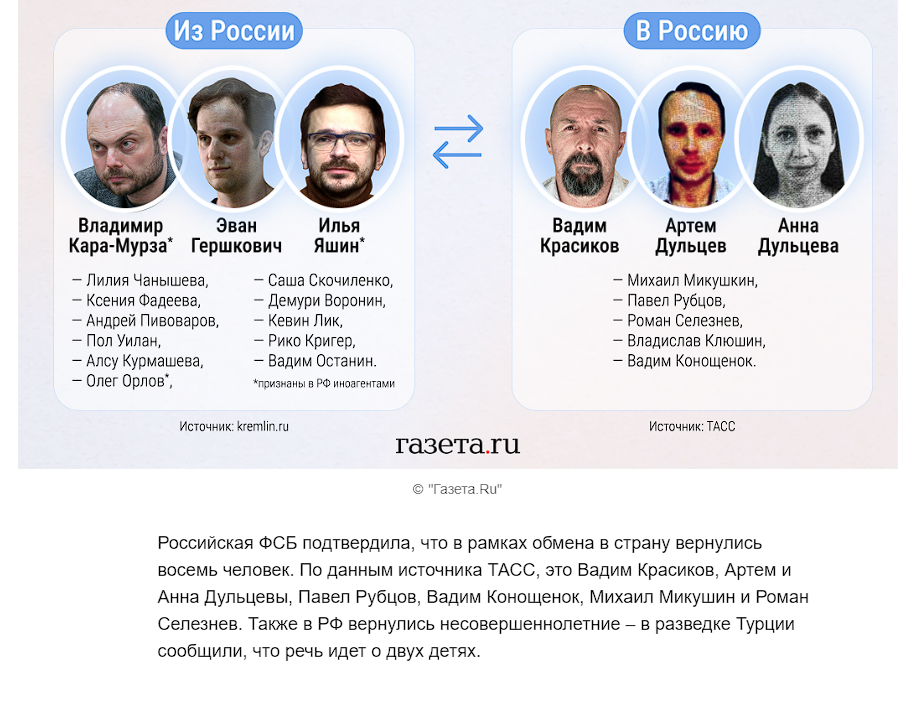 Из России
Владимир
Кара-Мурза*
Эван
Гершкович
Илья
Яшин*
– Лилия Чанышева,
– Ксения Фадеева,
– Андрей Пивоваров,
– Пол Уилан,
– Алсу Курмашева,
– Олег Орлов*,
– Саша Скочиленко,
– Демури Воронин,
– Кевин Лик,
– Рико Кригер,
– Вадим Останин.
*признаны в РФ иноагентами
Источник: kremlin.ru
В Россию
Вадим
Красиков
Артем
Дульцев
Анна
Дульцева
– Михаил Микушкин,
– Павел Рубцов,
– Роман Селезнев,
– Владислав Клюшин,
– Вадим Конощенок.
Источник: ТАСС
газета.ru
© "Газета.Ru"
Российская ФСБ подтвердила, что в рамках обмена в страну вернулись
восемь человек. По данным источника ТАСС, это Вадим Красиков, Артем и
Анна Дульцевы, Павел Рубцов, Вадим Конощенок, Михаил Микушин и Роман
Селезнев. Также в РФ вернулись несовершеннолетние – в разведке Турции
сообщили, что речь идет о двух детях.